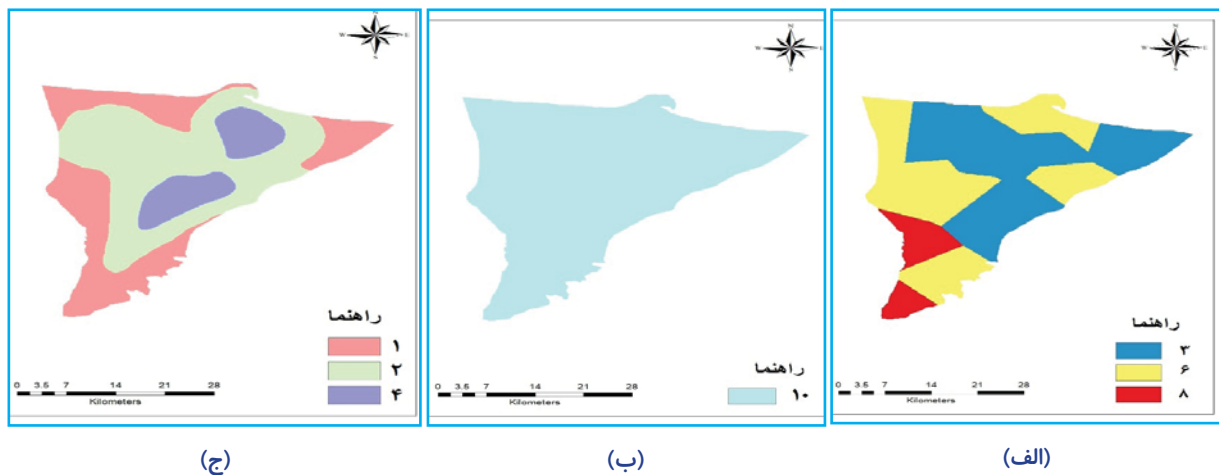 N
W E
S
راهنما
۳
۶
۸
0 3.5 7 14 21 28
Kilometers
(الف)
N
W E
S
راهنما
۱۰
0 3.5 7 14 21 28
Kilometers
(ب)
N
W E
S
راهنما
۱
۲
۴
0 3.5 7 14 21 28
Kilometers
(ج)